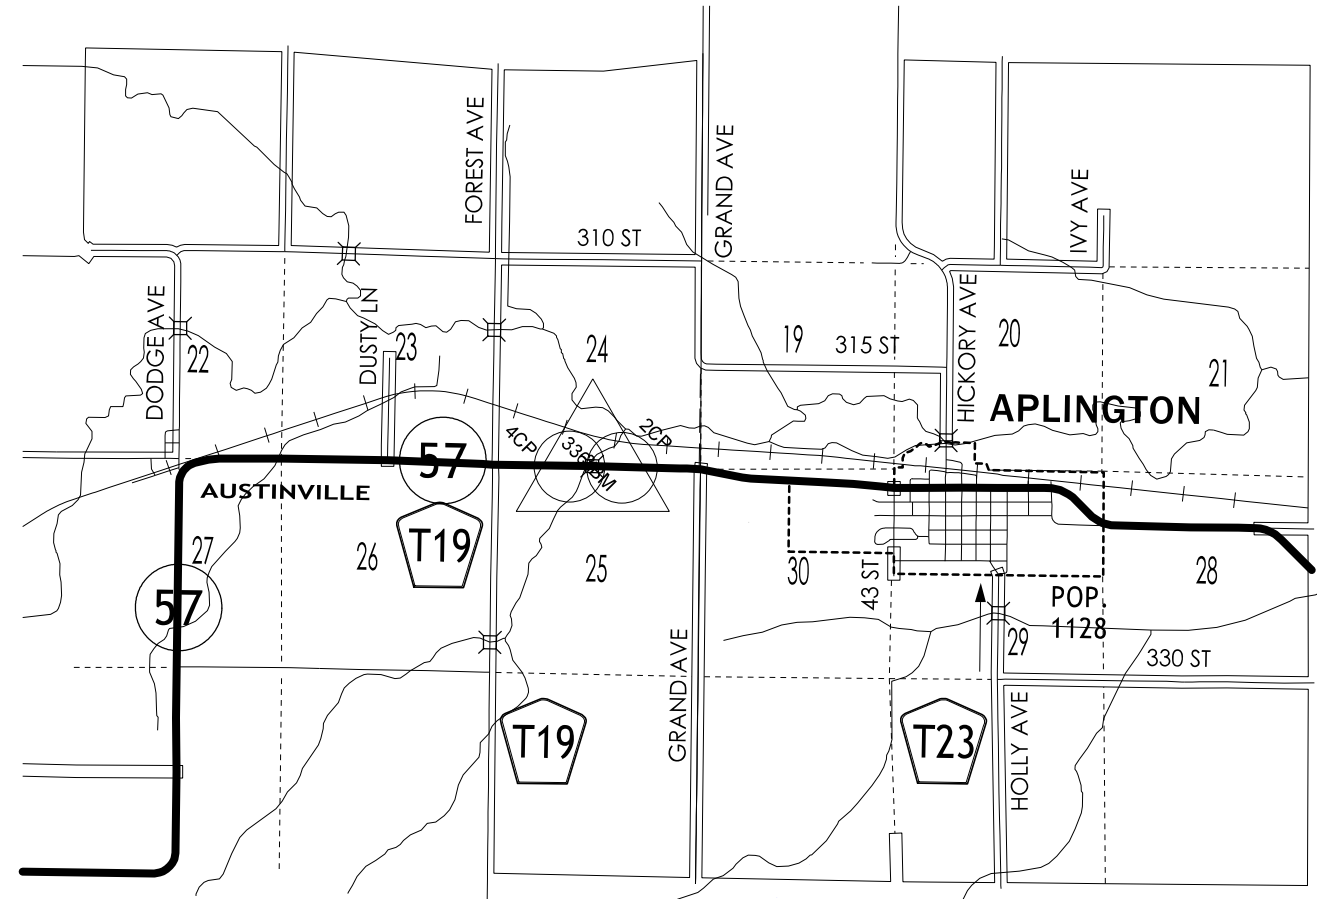 FOREST AVE
GRAND AVE
IVY AVE
310 ST
DODGE AVE
DUSTY LN
HICKORY AVE
22
23
24
19
315 ST
20
21
APLINGTON
57
4CP
2CP
AUSTINVILLE
T19
27
26
25
30
43 ST
28
57
POP.
1128
29
330 ST
GRAND AVE
HOLLY AVE
T19
T23